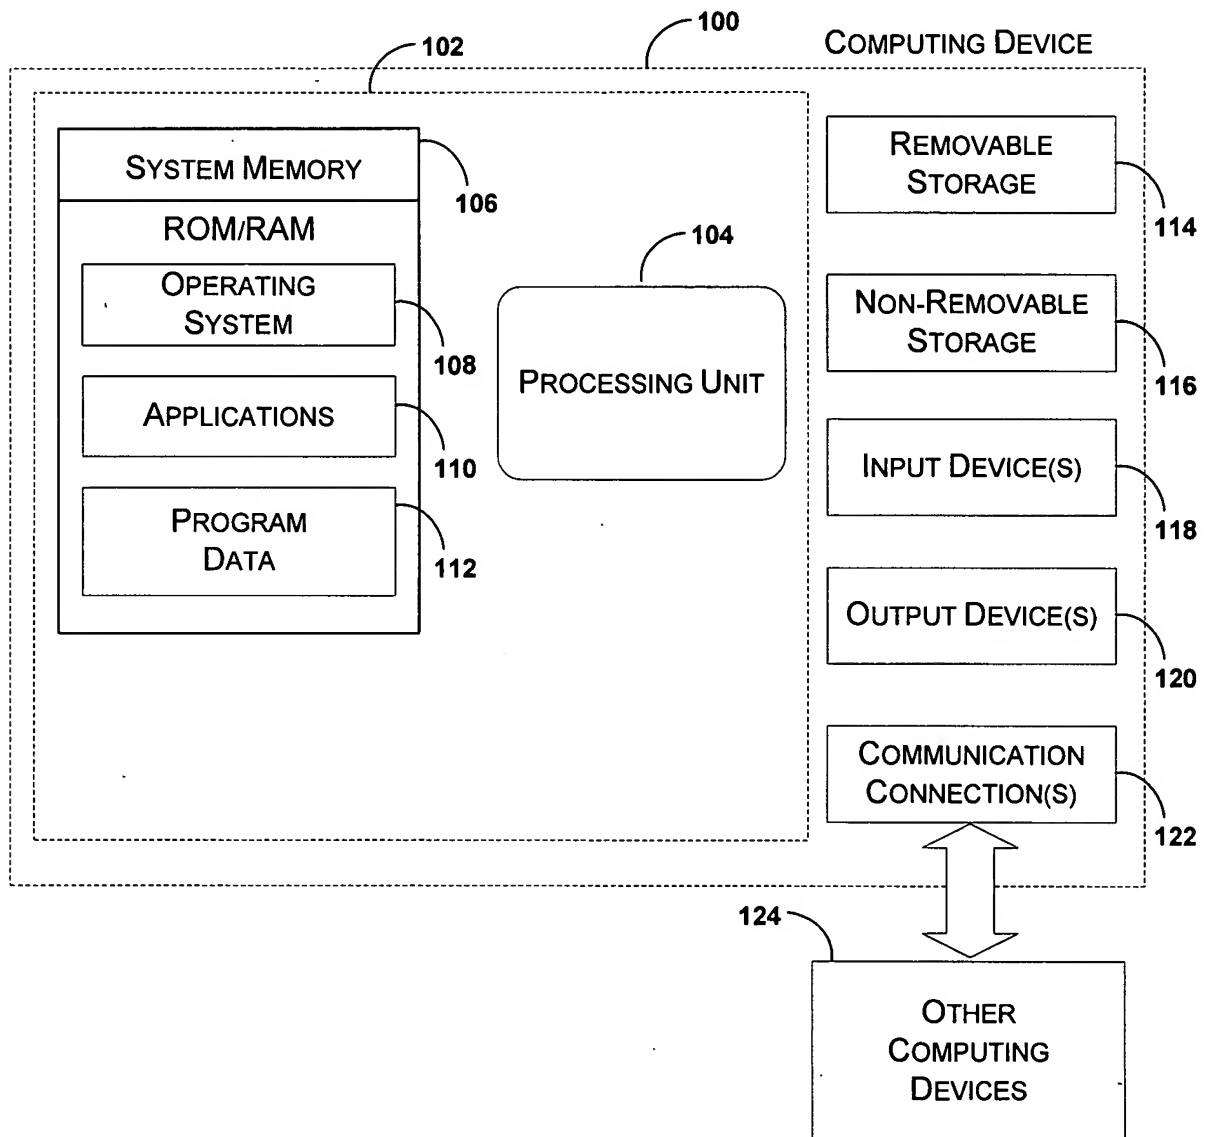 100
COMPUTING DEVICE
102
SYSTEM MEMORY
106
ROM/RAM
OPERATING
SYSTEM
108
APPLICATIONS
110
PROGRAM
DATA
112
104
PROCESSING UNIT
REMOVABLE
STORAGE
114
NON-REMOVABLE
STORAGE
116
INPUT DEVICE(S)
118
OUTPUT DEVICE(S)
120
COMMUNICATION
CONNECTION(S)
122
124
OTHER
COMPUTING
DEVICES